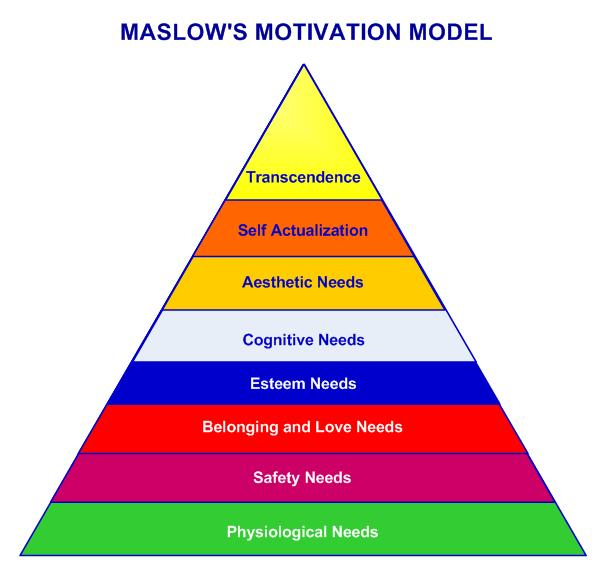 MASLOW'S MOTIVATION MODEL
Transcendence
Self Actualization
Aesthetic Needs
Cognitive Needs
Esteem Needs
Belonging and Love Needs
Safety Needs
Physiological Needs